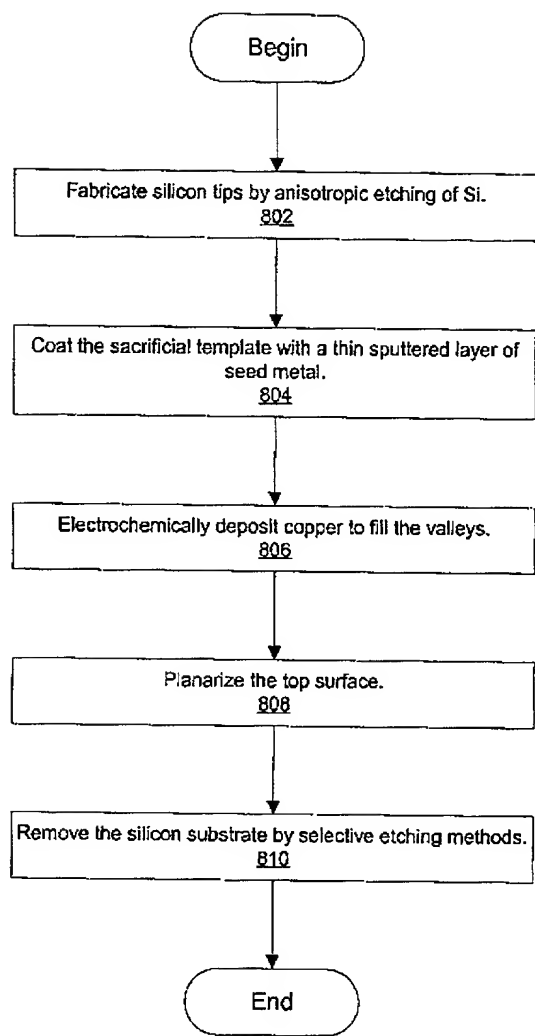 Begin
Fabricate silicon tips by anisotropic etching of Si.
802
Coat the sacrificial template with a thin sputtered layer of
seed metal.
804
Electrochemically deposit copper to fill the valleys.
806
Planarize the top surface.
808
Remove the silicon substrate by selective etching methods.
810
End